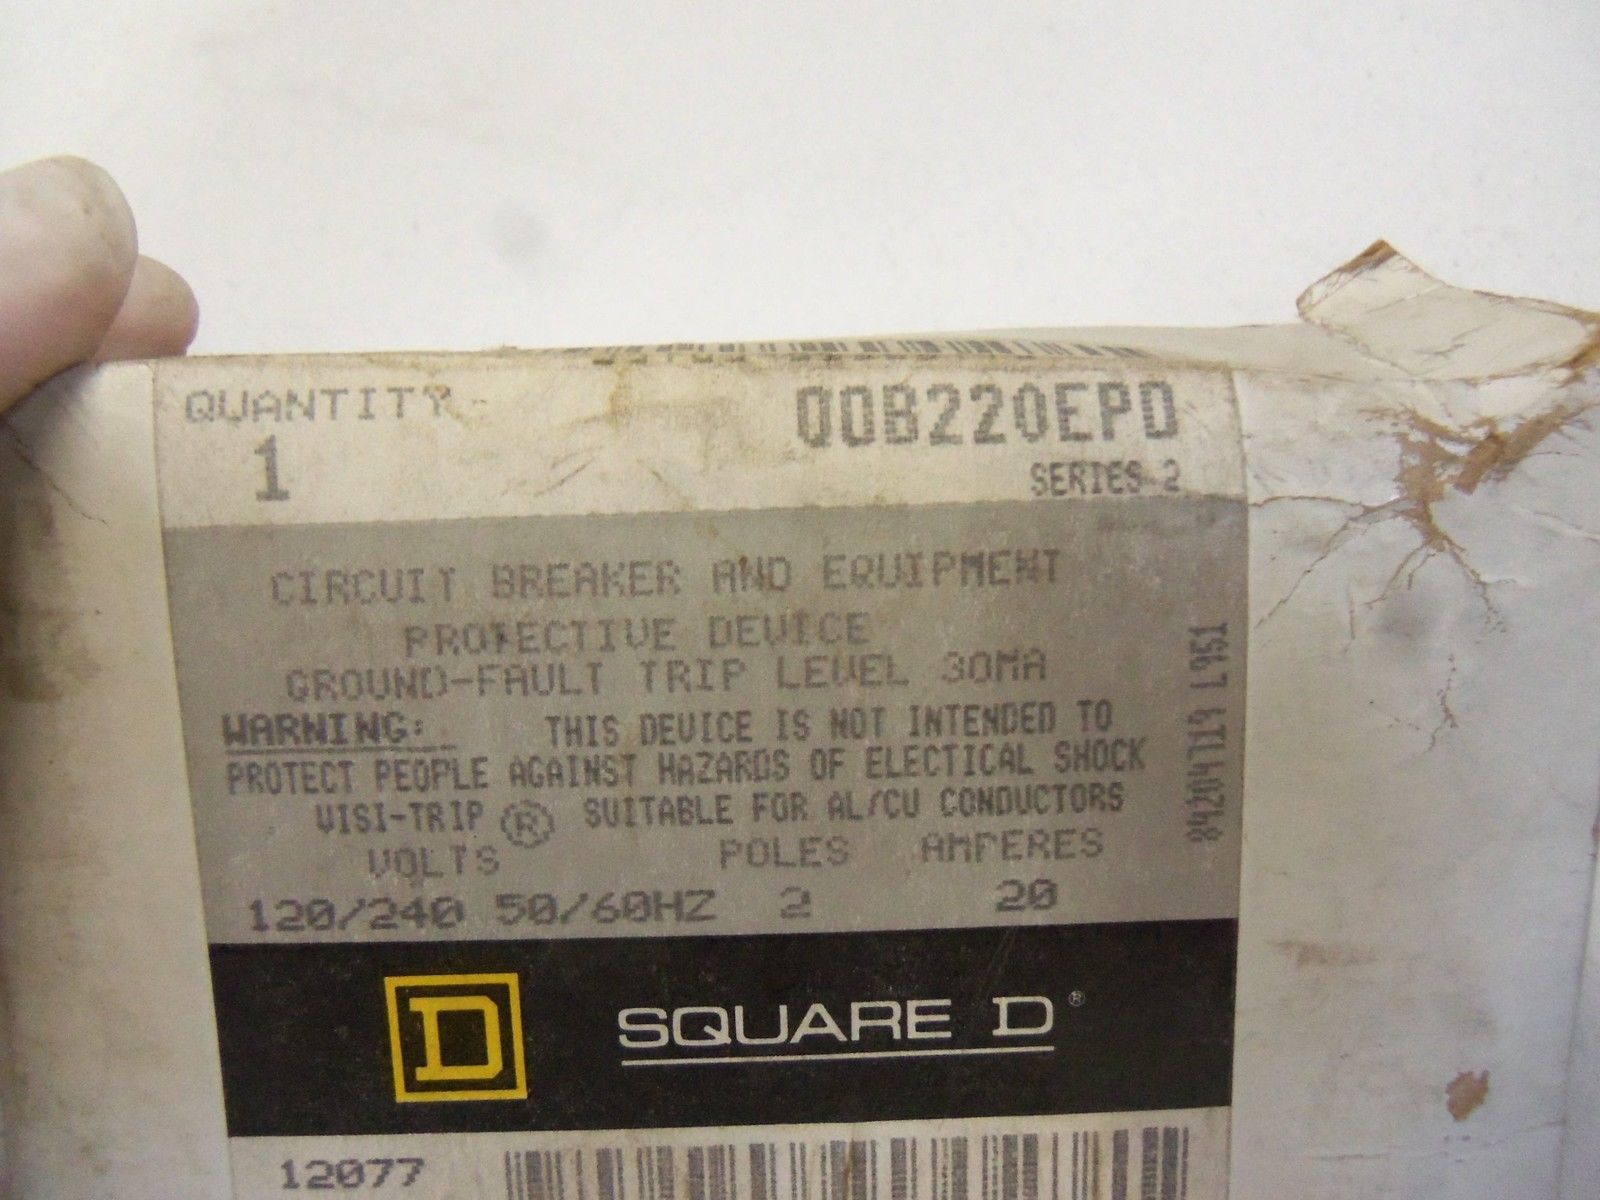 QUANTITY
1
QOB220EPD
SERIES 2
CIRCUIT BREAKER AND EQUIPMENT
PROTECTIVE DEVICE
GROUND-FAULT TRIP LEVEL 30MA
WARNING: THIS DEVICE IS NOT INTENDED TO
PROTECT PEOPLE AGAINST HAZARDS OF ELECTICAL SHOCK
VISI-TRIP ® SUITABLE FOR AL/CU CONDUCTORS
VOLTS POLES AMPERES
120/240 50/60HZ 2 20
84204719 L951
D SQUARE D®
12077